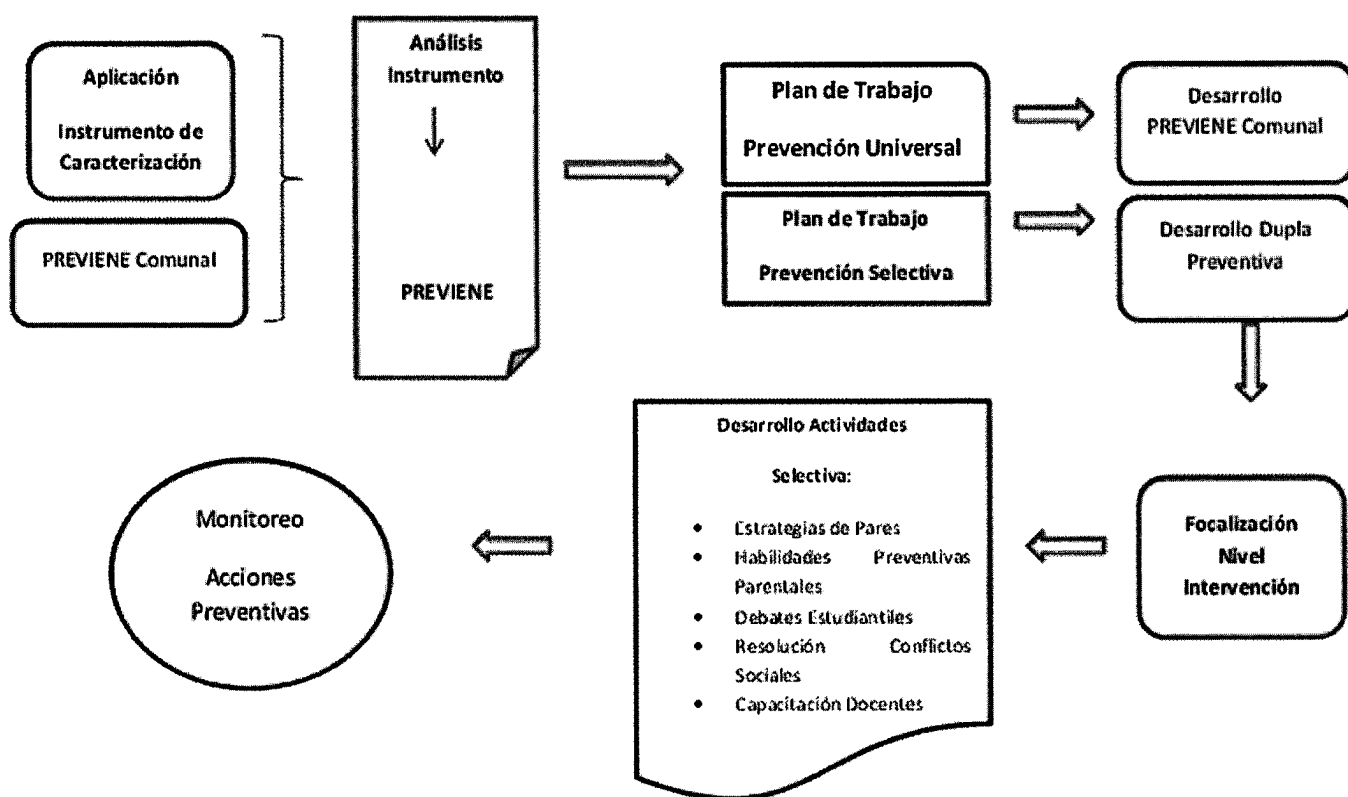 Aplicación
Instrumento de
Caracterización
PREVIENE Comunal
Análisis
Instrumento
PREVIENE
Plan de Trabajo
Prevención Universal
Plan de Trabajo
Prevención Selectiva
Desarrollo
PREVIENE Comunal
Desarrollo Dupla
Preventiva
Focalización
Nivel
Intervención
Desarrollo Actividades
Selectiva:
• Estrategias de Pares
• Habilidades Preventivas
Parentales
• Debates Estudiantiles
• Resolución Conflictos
Sociales
• Capacitación Docentes
Monitoreo
Acciones
Preventivas